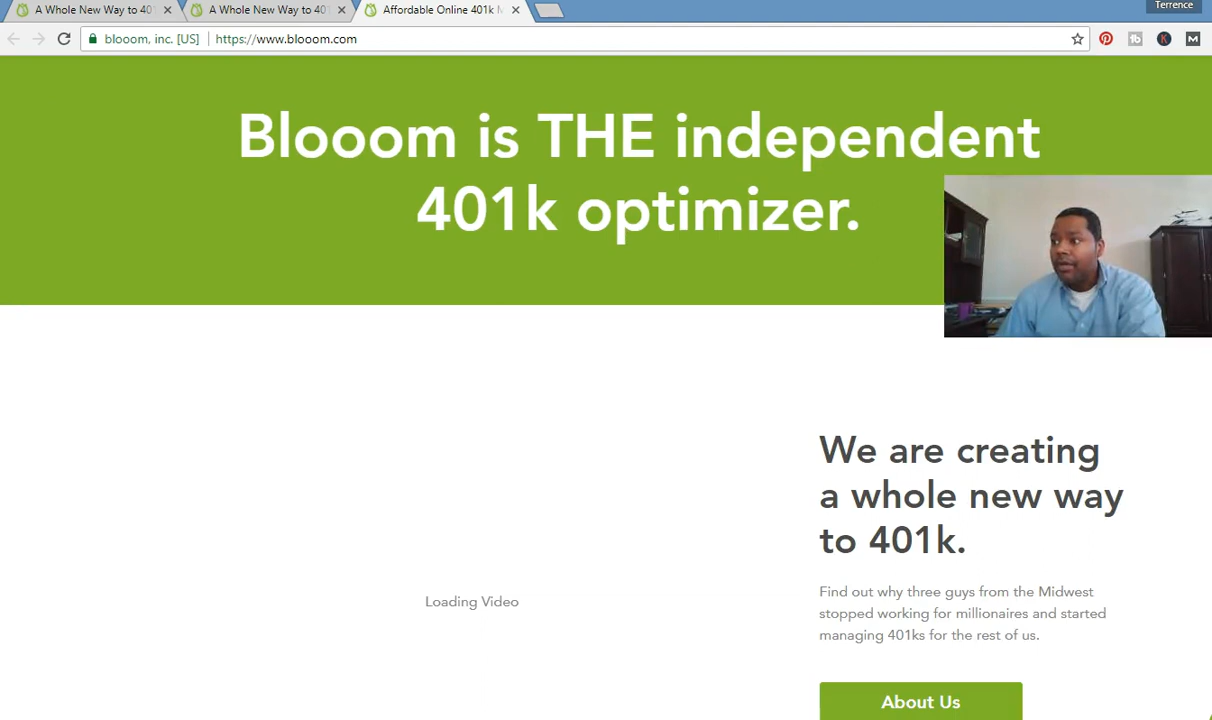 Terrence
A Whole New Way to 401
A Whole New Way to 401
Affordable Online 401k M
blooom, inc. [US]
https://www.blooom.com
Blooom is THE independent
401k optimizer.
We are creating
a whole new way
to 401k.
Find out why three guys from the Midwest
stopped working for millionaires and started
managing 401ks for the rest of us.
Loading Video
About Us